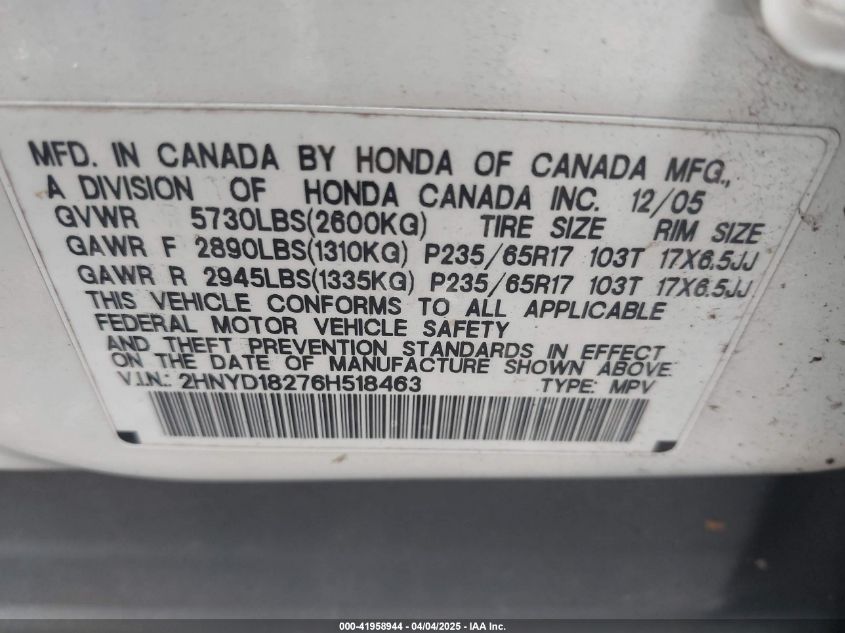 MFD. IN CANADA BY HONDA OF CANADA MFG.,
A DIVISION OF HONDA CANADA INC. 12/05
GVWR 5730LBS(2600KG) TIRE SIZE RIM SIZE
GAWR F 2890LBS(1310KG) P235/65R17 103T 17X6.5JJ
GAWR R 2945LBS(1335KG) P235/65R17 103T 17X6.5JJ
THIS VEHICLE CONFORMS TO ALL APPLICABLE
FEDERAL MOTOR VEHICLE SAFETY
AND THEFT PREVENTION STANDARDS IN EFFECT
ON THE DATE OF MANUFACTURE SHOWN ABOVE.
V.I.N.: 2HNYD18276H518463 TYPE: MPV
000-41958944 - 04/04/2025 - IAA Inc.